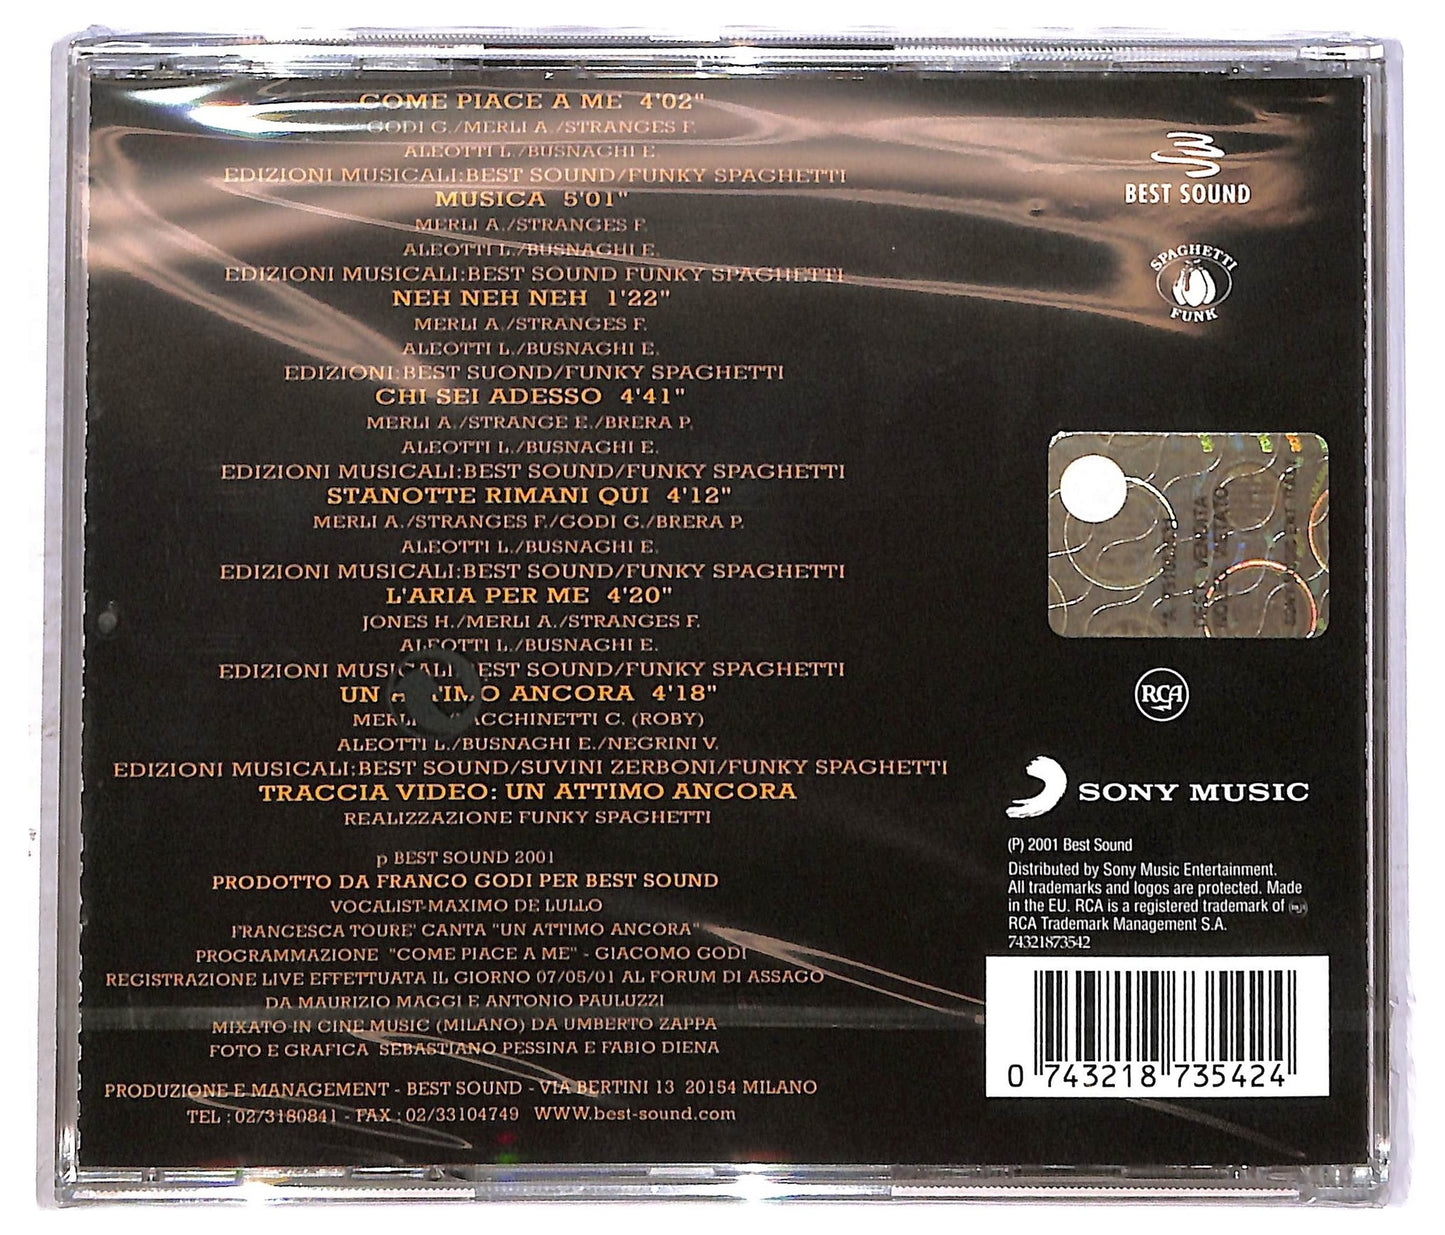 COME PIACE A ME 4'02"
GODI G./MERLI A./STRANGES F.
ALEOTTI L./BUSNAGHI E.
EDIZIONI MUSICALI:BEST SOUND/FUNKY SPAGHETTI
MUSICA 5'01"
MERLI A./STRANGES F.
ALEOTTI L./BUSNAGHI E.
EDIZIONI MUSICALI:BEST SOUND FUNKY SPAGHETTI
NEH NEH NEH 1'22"
MERLI A./STRANGES F.
ALEOTTI L./BUSNAGHI E.
EDIZIONI:BEST SUOND/FUNKY SPAGHETTI
CHI SEI ADESSO 4'41"
MERLI A./STRANGE E./BRERA P.
ALEOTTI L./BUSNAGHI E.
EDIZIONI MUSICALI:BEST SOUND/FUNKY SPAGHETTI
STANOTTE RIMANI QUI 4'12"
MERLI A./STRANGES F./GODI G./BRERA P.
ALEOTTI L./BUSNAGHI E.
EDIZIONI MUSICALI:BEST SOUND/FUNKY SPAGHETTI
L'ARIA PER ME 4'20"
JONES H./MERLI A./STRANGES F.
ALEOTTI L./BUSNAGHI E.
EDIZIONI MUSICALI:BEST SOUND/FUNKY SPAGHETTI
UN ATTIMO ANCORA 4'18"
MERLI FACCHINETTI C. (ROBY)
ALEOTTI L./BUSNAGHI E./NEGRINI V.
EDIZIONI MUSICALI:BEST SOUND/SUVINI ZERBONI/FUNKY SPAGHETTI
TRACCIA VIDEO: UN ATTIMO ANCORA
REALIZZAZIONE FUNKY SPAGHETTI
p BEST SOUND 2001
PRODOTTO DA FRANCO GODI PER BEST SOUND
VOCALIST-MAXIMO DE LULLO
FRANCESCA TOURE' CANTA "UN ATTIMO ANCORA"
PROGRAMMAZIONE "COME PIACE A ME" - GIACOMO GODI
REGISTRAZIONE LIVE EFFETTUATA IL GIORNO 07/05/01 AL FORUM DI ASSAGO
DA MAURIZIO MAGGI E ANTONIO PAULUZZI
MIXATO IN CINE MUSIC (MILANO) DA UMBERTO ZAPPA
FOTO E GRAFICA SEBASTIANO PESSINA E FABIO DIENA
PRODUZIONE E MANAGEMENT - BEST SOUND - VIA BERTINI 13 20154 MILANO
TEL : 02/3180841 - FAX : 02/33104749 WWW.best-sound.com
BEST SOUND
SPAGHETTI
FUNK
RCA
SONY MUSIC
(P) 2001 Best Sound
Distributed by Sony Music Entertainment.
All trademarks and logos are protected. Made
in the EU. RCA is a registered trademark of
RCA Trademark Management S.A.
74321873542
0 743218 735424